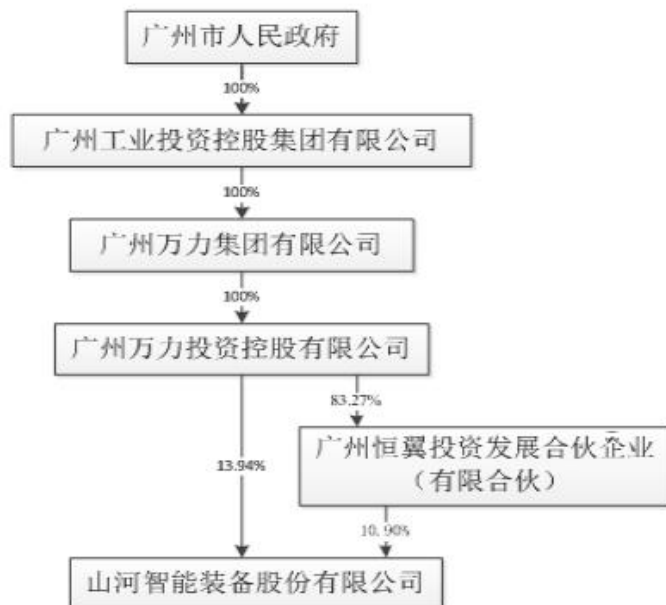 广州市人民政府
100%
广州工业投资控股集团有限公司
100%
广州万力集团有限公司
100%
广州万力投资控股有限公司
83.27%
广州恒翼投资发展合伙企业
（有限合伙）
13.94%
10.90%
山河智能装备股份有限公司